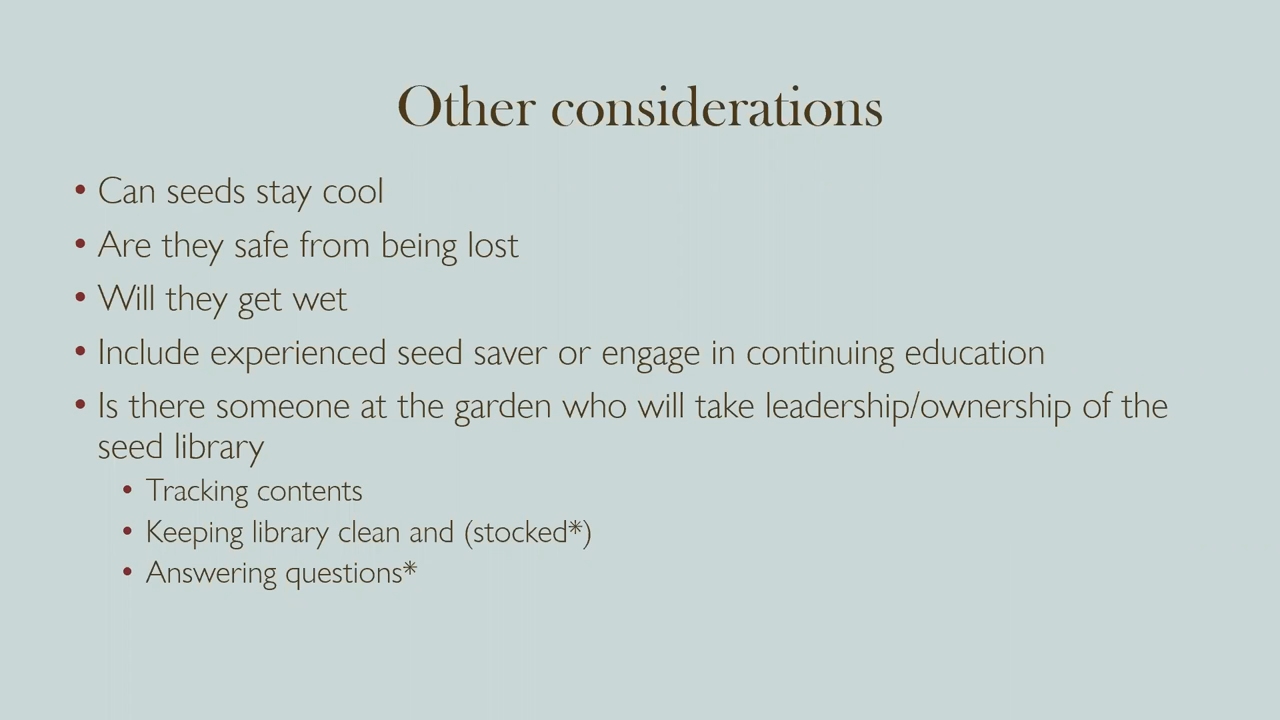 Other considerations
• Can seeds stay cool
• Are they safe from being lost
• Will they get wet
• Include experienced seed saver or engage in continuing education
• Is there someone at the garden who will take leadership/ownership of the
seed library
• Tracking contents
• Keeping library clean and (stocked*)
• Answering questions*